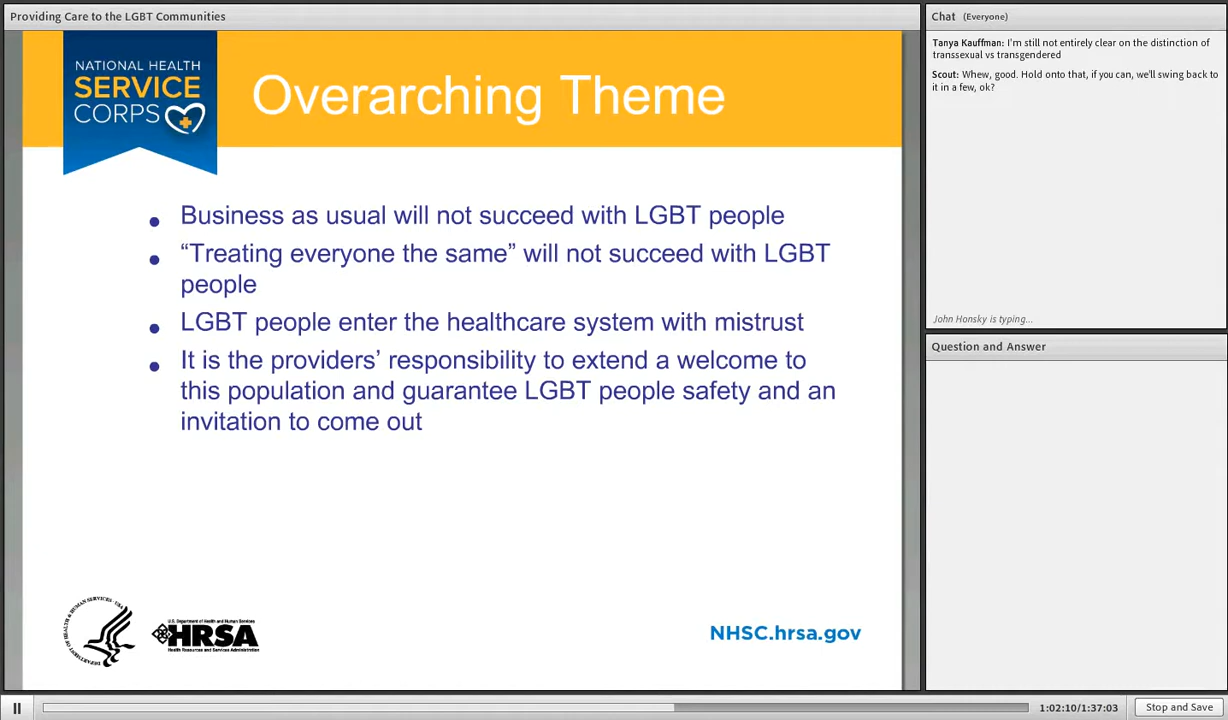 Providing Care to the LGBT Communities
NATIONAL HEALTH
SERVICE
CORPS
Overarching Theme
Business as usual will not succeed with LGBT people
“Treating everyone the same” will not succeed with LGBT
people
LGBT people enter the healthcare system with mistrust
It is the providers’ responsibility to extend a welcome to
this population and guarantee LGBT people safety and an
invitation to come out
DEPARTMENT OF HEALTH & HUMAN SERVICES · USA
U.S. Department of Health and Human Services
HRSA
Health Resources and Services Administration
NHSC.hrsa.gov
Chat (Everyone)
Tanya Kauffman: I'm still not entirely clear on the distinction of
transsexual vs transgendered
Scout: Whew, good. Hold onto that, if you can, we'll swing back to
it in a few, ok?
John Honsky is typing...
Question and Answer
1:02:10/1:37:03
Stop and Save